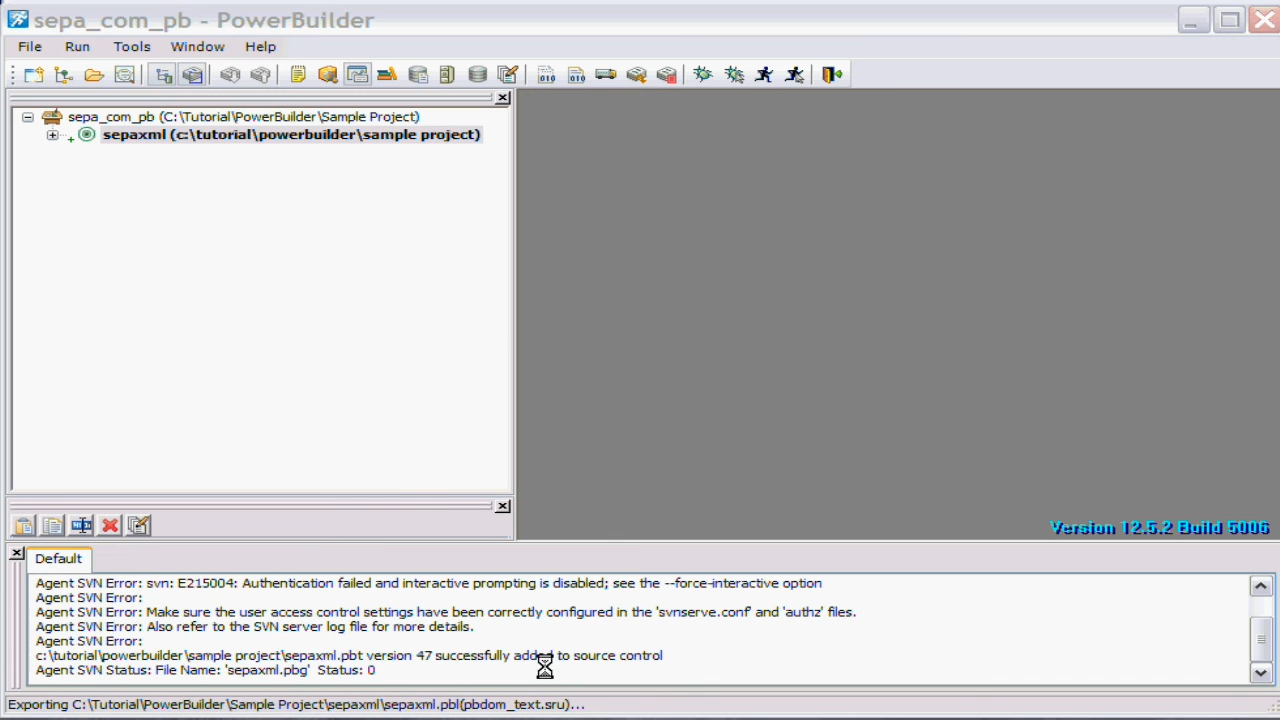 sepa_com_pb - PowerBuilder
File Run Tools Window Help
sepa_com_pb (C:\Tutorial\PowerBuilder\Sample Project)
sepaxml (c:\tutorial\powerbuilder\sample project)
Version 12.5.2 Build 5006
Default
Agent SVN Error: svn: E215004: Authentication failed and interactive prompting is disabled; see the --force-interactive option
Agent SVN Error:
Agent SVN Error: Make sure the user access control settings have been correctly configured in the 'svnserve.conf' and 'authz' files.
Agent SVN Error: Also refer to the SVN server log file for more details.
Agent SVN Error:
c:\tutorial\powerbuilder\sample project\sepaxml.pbt version 47 successfully added to source control
Agent SVN Status: File Name: 'sepaxml.pbg' Status: 0
Exporting C:\Tutorial\PowerBuilder\Sample Project\sepaxml\sepaxml.pbl(pbdom_text.sru)...